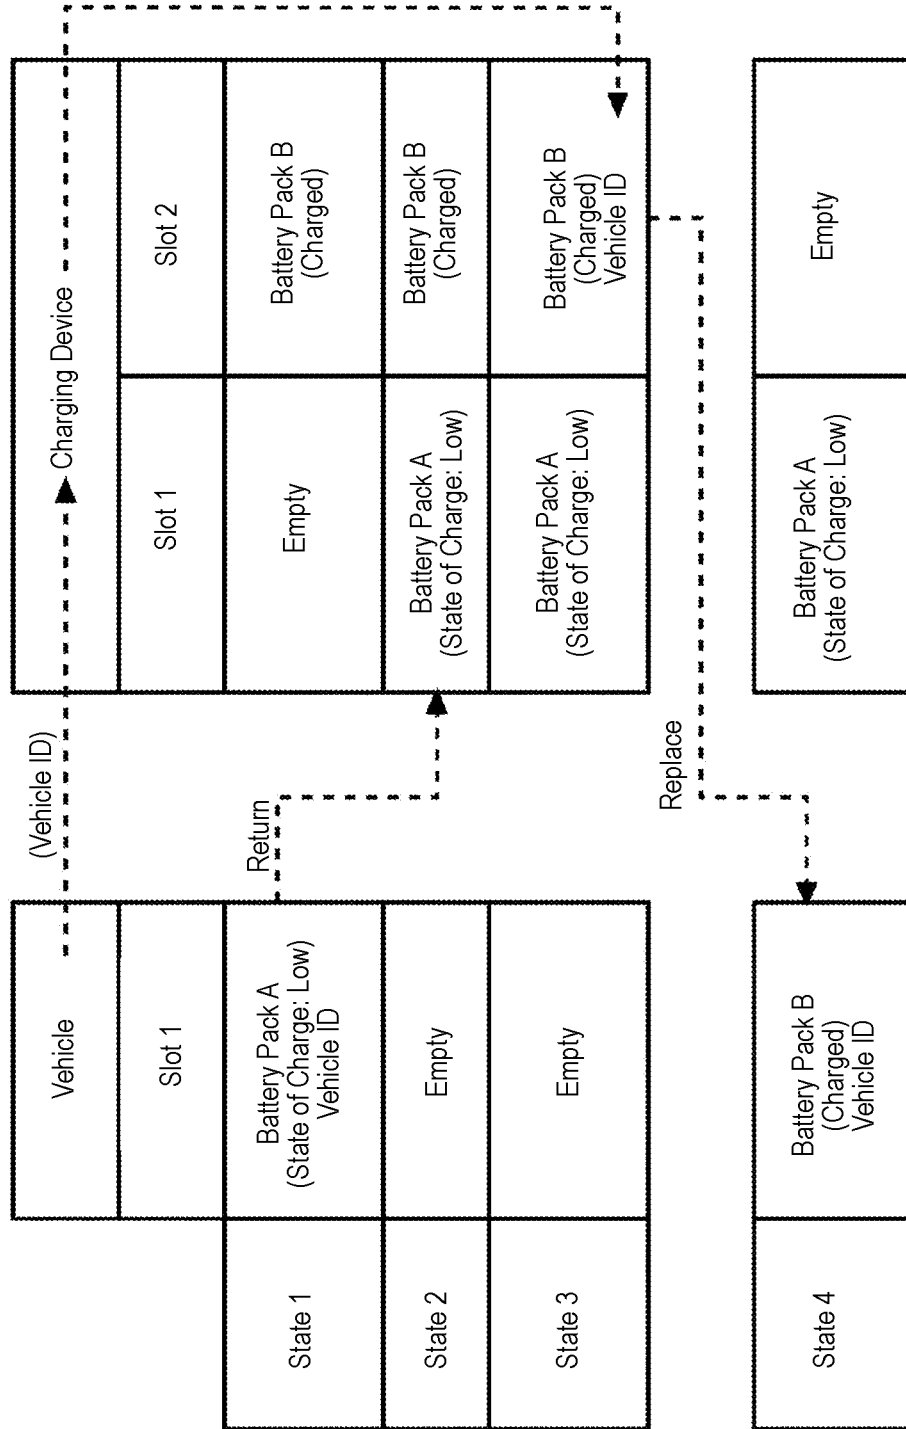 Vehicle
(Vehicle ID)
Charging Device
Slot 1
Slot 1
Slot 2
State 1
Battery Pack A
(State of Charge: Low)
Vehicle ID
Return
Empty
Battery Pack B
(Charged)
State 2
Empty
Battery Pack A
(State of Charge: Low)
Battery Pack B
(Charged)
State 3
Empty
Battery Pack A
(State of Charge: Low)
Battery Pack B
(Charged)
Vehicle ID
Replace
State 4
Battery Pack B
(Charged)
Vehicle ID
Battery Pack A
(State of Charge: Low)
Empty